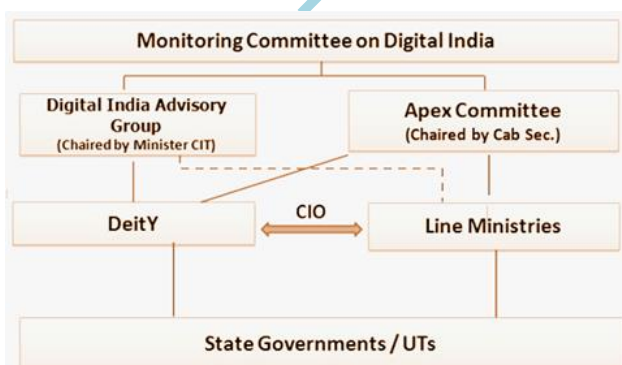 Monitoring Committee on Digital India
Digital India Advisory
Group
(Chaired by Minister CIT)
Apex Committee
(Chaired by Cab Sec.)
DeitY
CIO
Line Ministries
State Governments / UTs